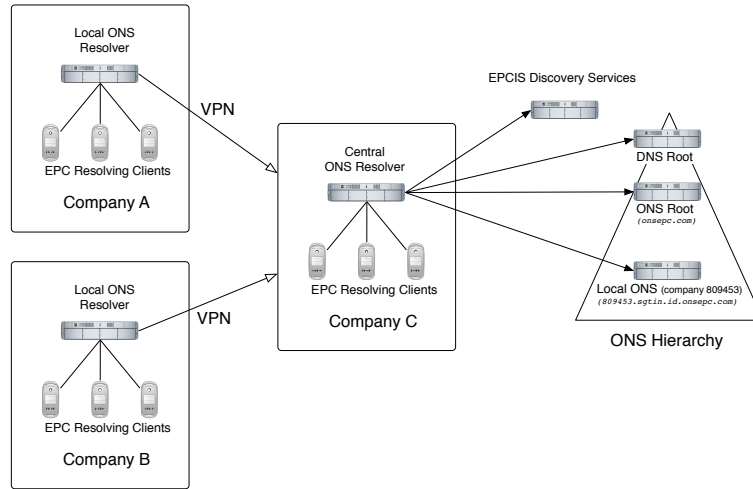 Local ONS
Resolver
EPC Resolving Clients
Company A
VPN
Local ONS
Resolver
EPC Resolving Clients
Company B
VPN
Central
ONS Resolver
EPC Resolving Clients
Company C
EPCIS Discovery Services
DNS Root
ONS Root
(onsepc.com)
Local ONS (company 809453)
(809453.sgtin.id.onsepc.com)
ONS Hierarchy